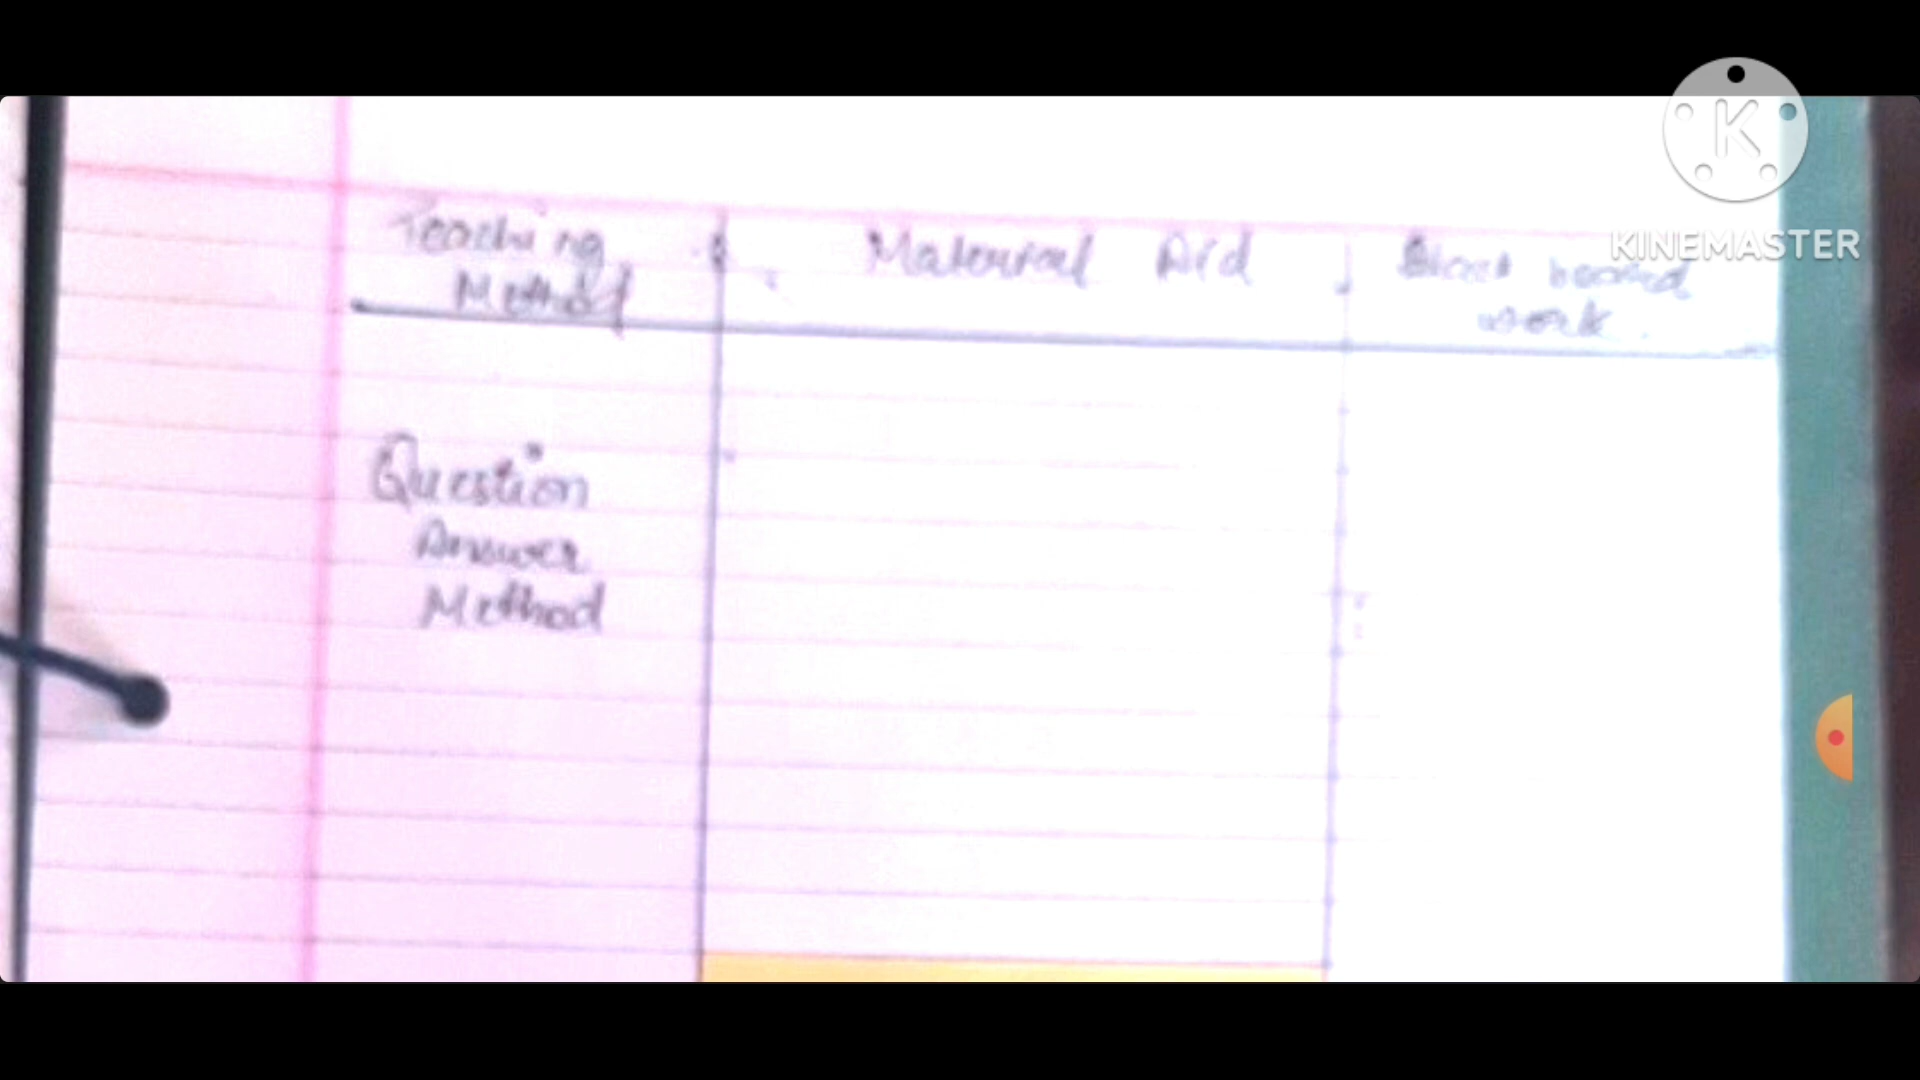 Teaching
Method
Material Aid
Black board
work.
Question
Answer
Method
KINEMASTER